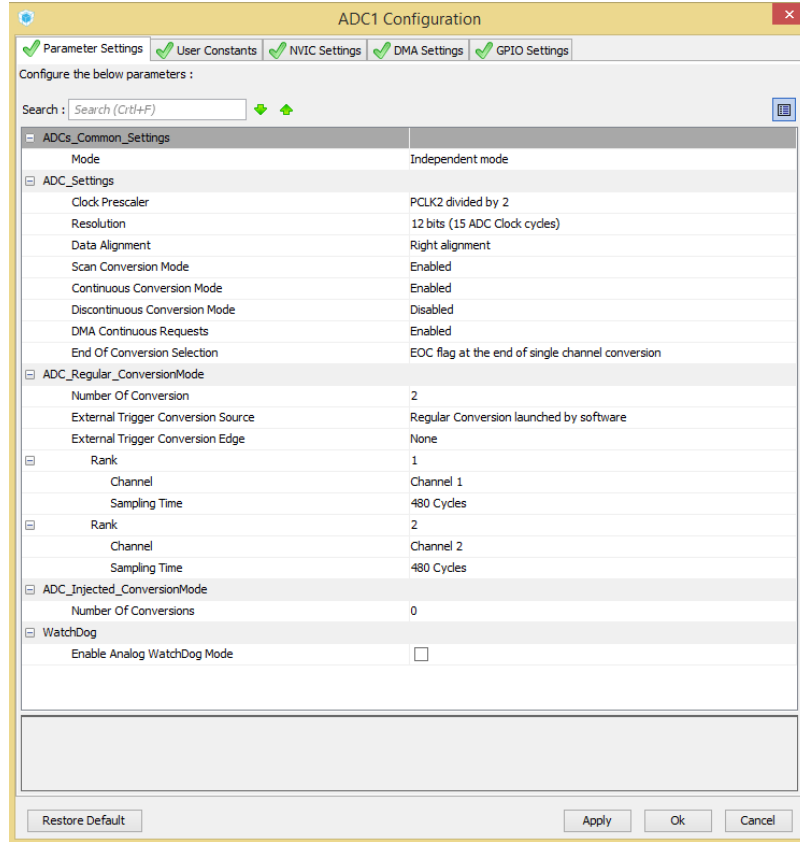 ADC1 Configuration
Parameter Settings User Constants NVIC Settings DMA Settings GPIO Settings
Configure the below parameters :
Search : Search (Crtl+F)
ADCs_Common_Settings
Mode Independent mode
ADC_Settings
Clock Prescaler PCLK2 divided by 2
Resolution 12 bits (15 ADC Clock cycles)
Data Alignment Right alignment
Scan Conversion Mode Enabled
Continuous Conversion Mode Enabled
Discontinuous Conversion Mode Disabled
DMA Continuous Requests Enabled
End Of Conversion Selection EOC flag at the end of single channel conversion
ADC_Regular_ConversionMode
Number Of Conversion 2
External Trigger Conversion Source Regular Conversion launched by software
External Trigger Conversion Edge None
Rank 1
Channel Channel 1
Sampling Time 480 Cycles
Rank 2
Channel Channel 2
Sampling Time 480 Cycles
ADC_Injected_ConversionMode
Number Of Conversions 0
WatchDog
Enable Analog WatchDog Mode
Restore Default Apply Ok Cancel